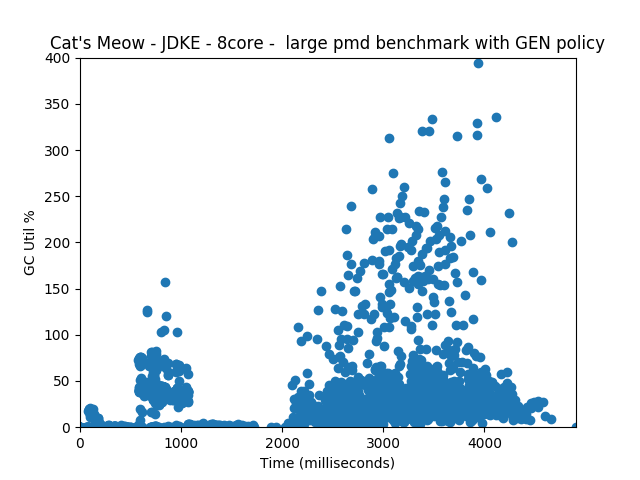 Cat's Meow - JDKE - 8core -  large pmd benchmark with GEN policy
400
350
300
250
200
150
100
50
0
GC Util %
0 1000 2000 3000 4000
Time (milliseconds)